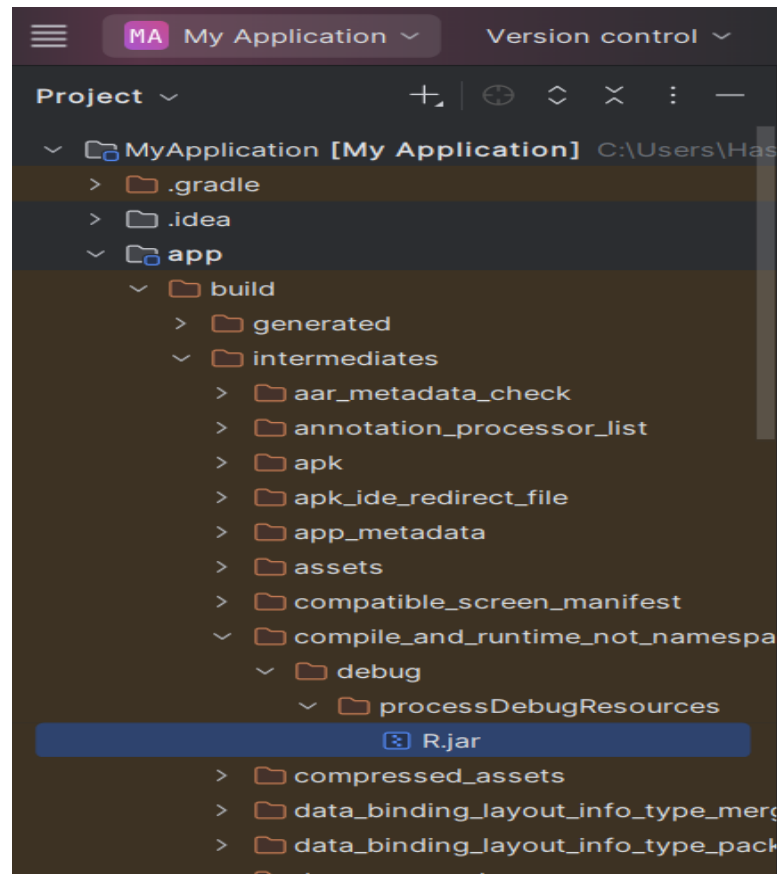 MA My Application Version control
Project
MyApplication [My Application] C:\Users\Has
.gradle
.idea
app
build
generated
intermediates
aar_metadata_check
annotation_processor_list
apk
apk_ide_redirect_file
app_metadata
assets
compatible_screen_manifest
compile_and_runtime_not_namespa
debug
processDebugResources
R.jar
compressed_assets
data_binding_layout_info_type_merg
data_binding_layout_info_type_pack